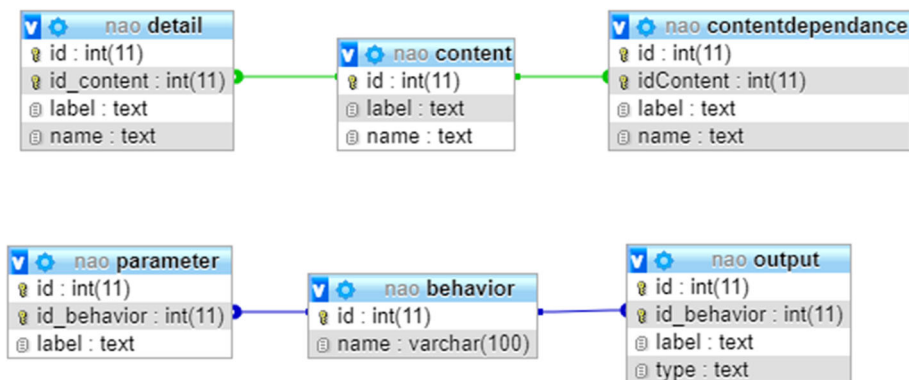 nao detail
id : int(11)
id_content : int(11)
label : text
name : text
nao content
id : int(11)
label : text
name : text
nao contentdependance
id : int(11)
idContent : int(11)
label : text
name : text
nao parameter
id : int(11)
id_behavior : int(11)
label : text
nao behavior
id : int(11)
name : varchar(100)
nao output
id : int(11)
id_behavior : int(11)
label : text
type : text